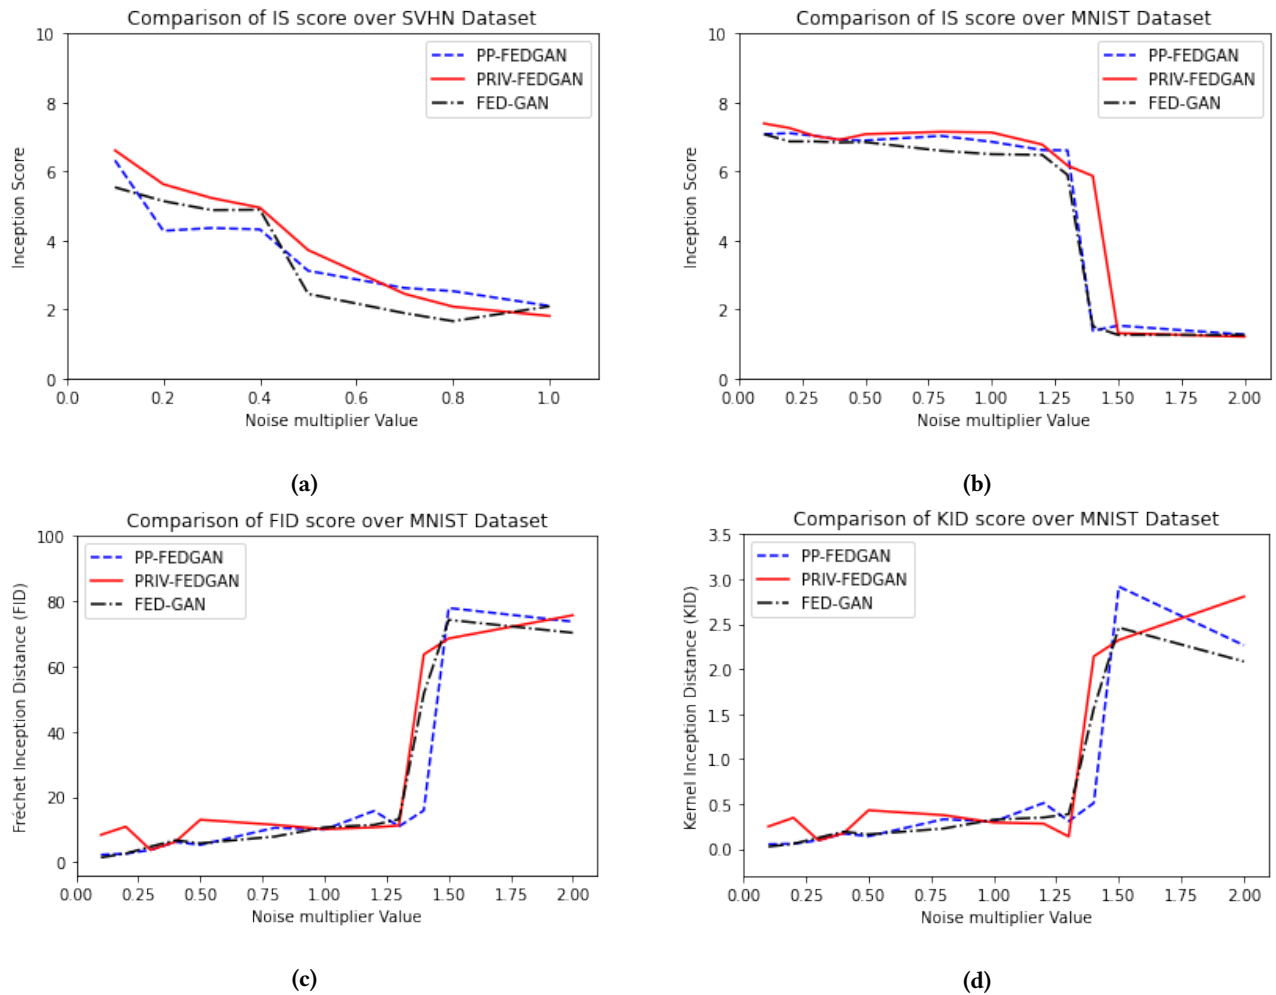 Comparison of IS score over SVHN Dataset
10
8
6
4
2
0
Inception Score
PP-FEDGAN
PRIV-FEDGAN
FED-GAN
0.0 0.2 0.4 0.6 0.8 1.0
Noise multiplier Value
(a)
Comparison of IS score over MNIST Dataset
10
8
6
4
2
0
Inception Score
PP-FEDGAN
PRIV-FEDGAN
FED-GAN
0.00 0.25 0.50 0.75 1.00 1.25 1.50 1.75 2.00
Noise multiplier Value
(b)
Comparison of FID score over MNIST Dataset
100
80
60
40
20
0
Fréchet Inception Distance (FID)
PP-FEDGAN
PRIV-FEDGAN
FED-GAN
0.00 0.25 0.50 0.75 1.00 1.25 1.50 1.75 2.00
Noise multiplier Value
(c)
Comparison of KID score over MNIST Dataset
3.5
3.0
2.5
2.0
1.5
1.0
0.5
0.0
Kernel Inception Distance (KID)
PP-FEDGAN
PRIV-FEDGAN
FED-GAN
0.00 0.25 0.50 0.75 1.00 1.25 1.50 1.75 2.00
Noise multiplier Value
(d)